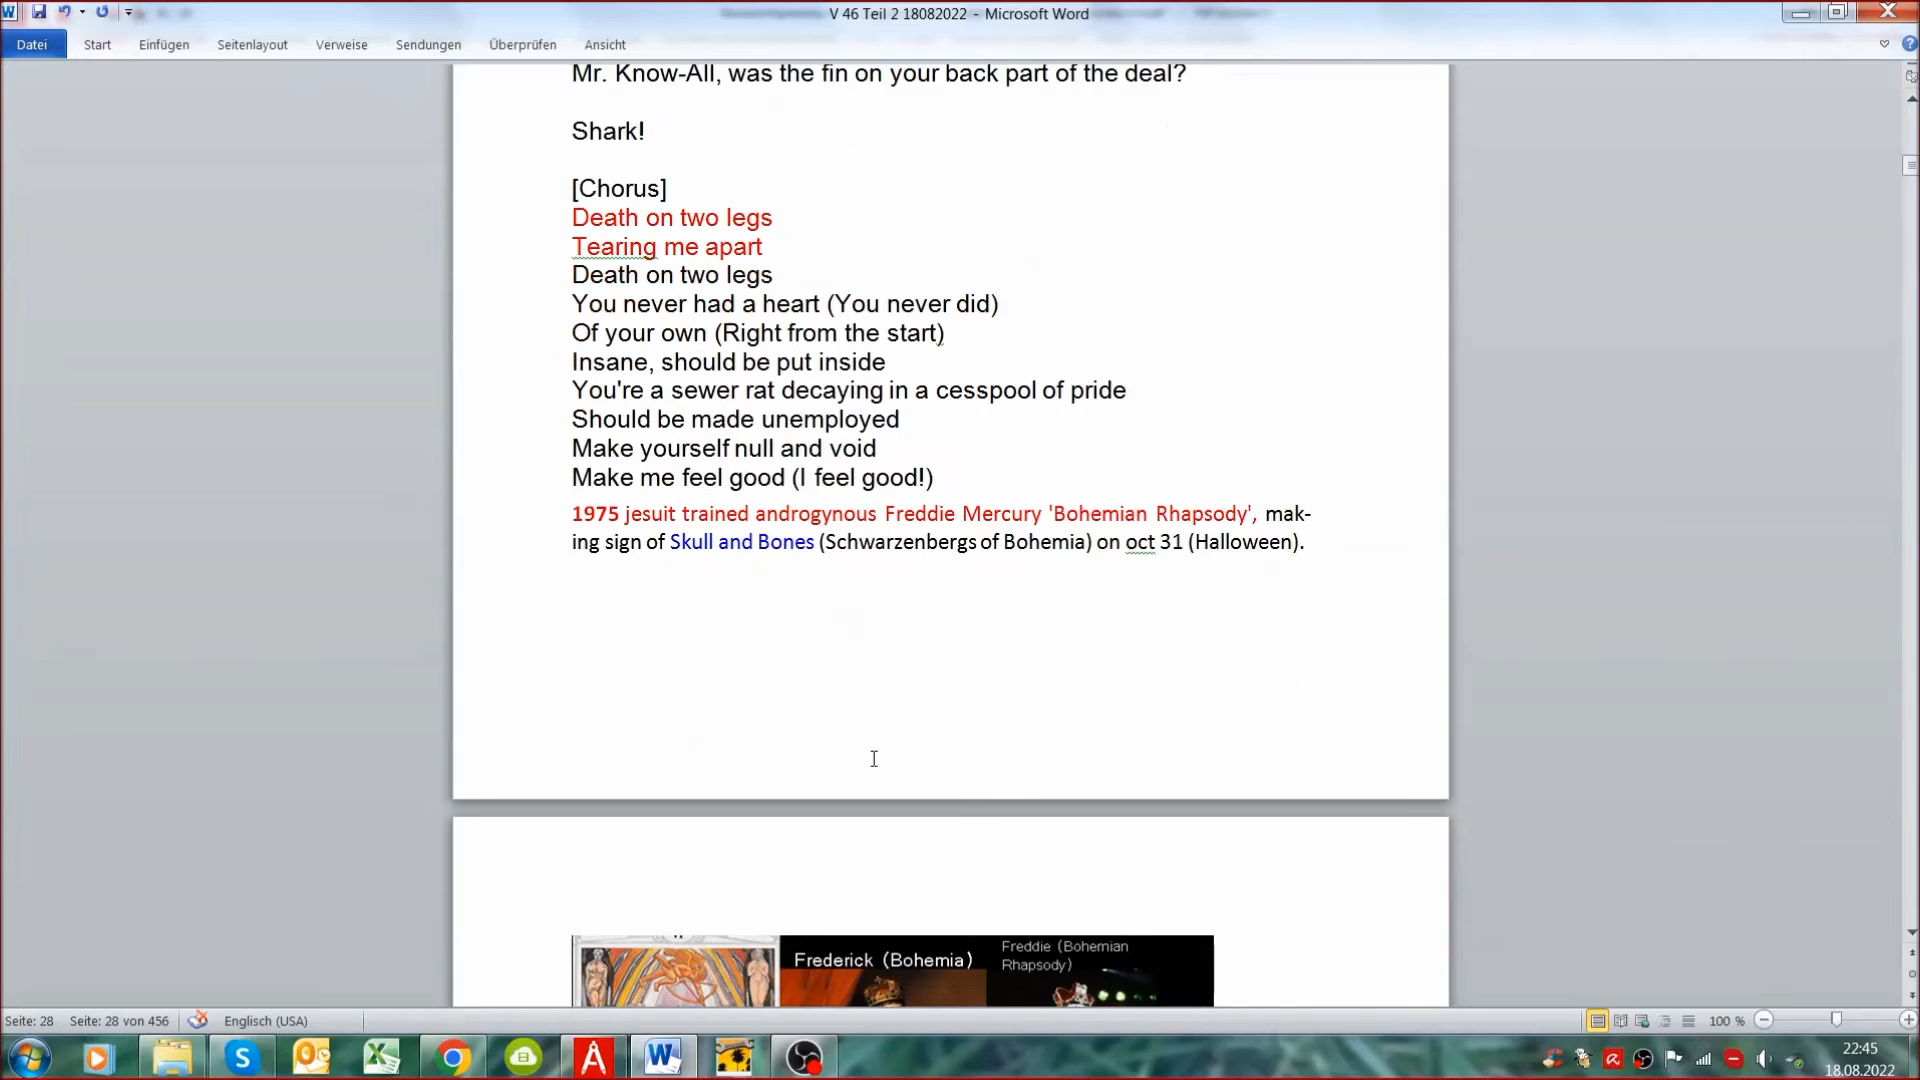 V 46 Teil 2 18082022 - Microsoft Word
Datei Start Einfügen Seitenlayout Verweise Sendungen Überprüfen Ansicht
Mr. Know-All, was the fin on your back part of the deal?
Shark!
[Chorus]
Death on two legs
Tearing me apart
Death on two legs
You never had a heart (You never did)
Of your own (Right from the start)
Insane, should be put inside
You're a sewer rat decaying in a cesspool of pride
Should be made unemployed
Make yourself null and void
Make me feel good (I feel good!)
1975 jesuit trained androgynous Freddie Mercury 'Bohemian Rhapsody', mak-
ing sign of Skull and Bones (Schwarzenbergs of Bohemia) on oct 31 (Halloween).
Frederick (Bohemia)
Freddie (Bohemian
Rhapsody)
Seite: 28 Seite: 28 von 456 Englisch (USA) 100 %
22:45
18.08.2022